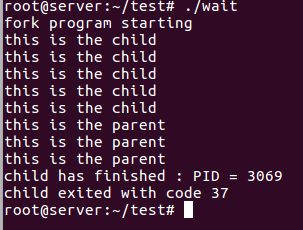 root@server:~/test# ./wait
fork program starting
this is the child
this is the child
this is the child
this is the child
this is the child
this is the parent
this is the parent
this is the parent
child has finished : PID = 3069
child exited with code 37
root@server:~/test#